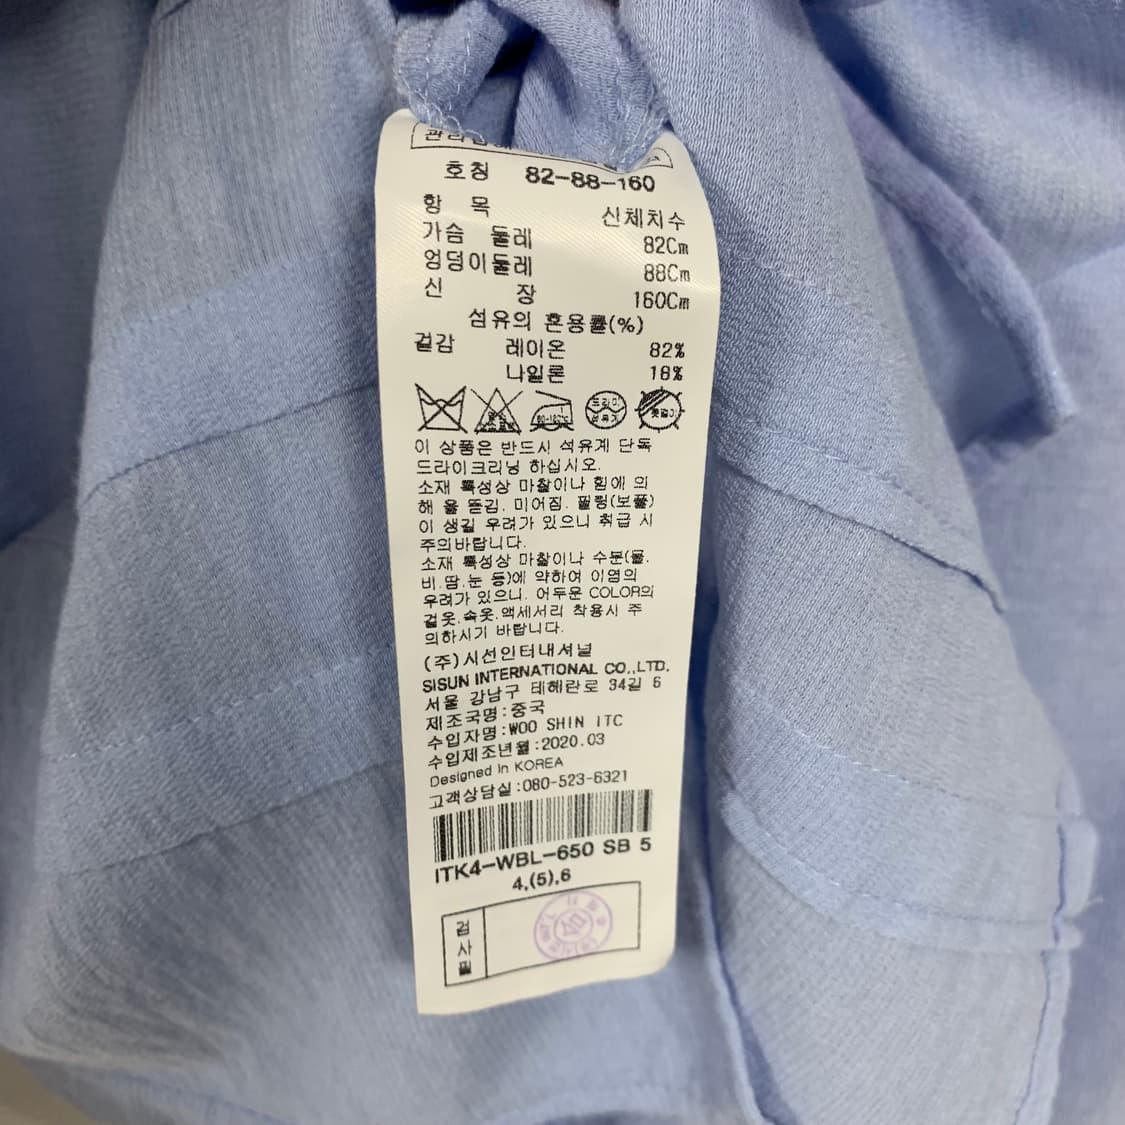 호칭 82-88-160
항 목 신체치수
가슴 둘레 82Cm
엉덩이둘레 88Cm
신 장 160Cm
섬유의 혼용률(%)
겉감 레이온 82%
나일론 18%
80-120℃ 드라이 옷걸이
석유계
이 상품은 반드시 석유계 단독
드라이크리닝 하십시오.
소재 특성상 마찰이나 힘에 의
해 올 뜯김, 미어짐, 필링(보풀)
이 생길 우려가 있으니 취급 시
주의바랍니다.
소재 특성상 마찰이나 수분(물,
비,땀,눈 등)에 약하여 이염의
우려가 있으니, 어두운 COLOR의
겉옷,속옷,액세서리 착용시 주
의하시기 바랍니다.
(주)시선인터내셔널
SISUN INTERNATIONAL CO.,LTD.
서울 강남구 테헤란로 34길 6
제조국명:중국
수입자명:WOO SHIN ITC
수입제조년월:2020.03
Designed in KOREA
고객상담실:080-523-6321
ITK4-WBL-650 SB 5
4,(5),6
검
사
필